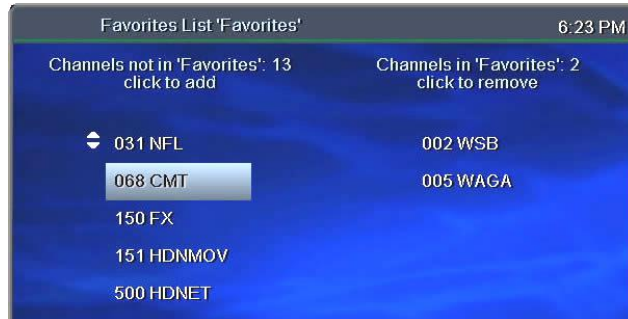 Favorites List 'Favorites' 6:23 PM
Channels not in 'Favorites': 13
click to add
Channels in 'Favorites': 2
click to remove
031 NFL
068 CMT
150 FX
151 HDNMOV
500 HDNET
002 WSB
005 WAGA